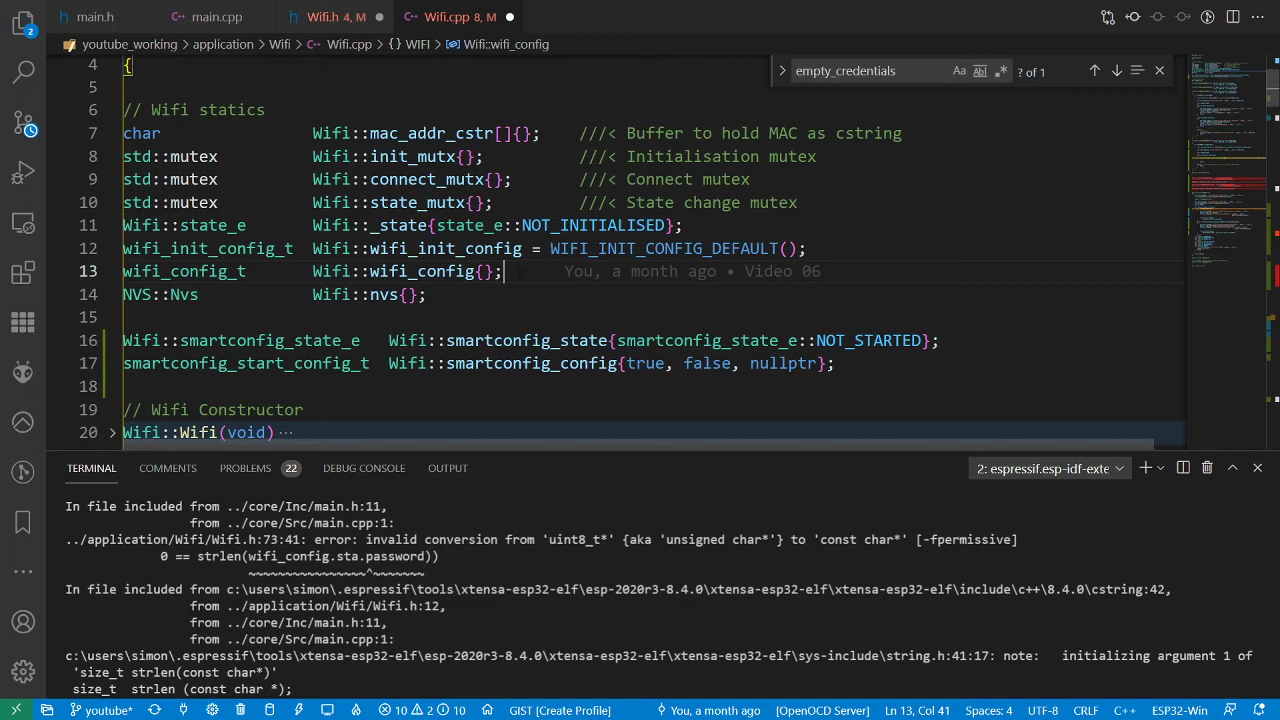 main.h
main.cpp
Wifi.h 4, M
Wifi.cpp 8, M
youtube_working > application > Wifi > Wifi.cpp > {} WIFI > Wifi::wifi_config
empty_credentials
Aa
? of 1
4 {
5
6 // Wifi statics
7 char Wifi::mac_addr_cstr[]{}; ///< Buffer to hold MAC as cstring
8 std::mutex Wifi::init_mutx{}; ///< Initialisation mutex
9 std::mutex Wifi::connect_mutx{}; ///< Connect mutex
10 std::mutex Wifi::state_mutx{}; ///< State change mutex
11 Wifi::state_e Wifi::_state{state_e::NOT_INITIALISED};
12 wifi_init_config_t Wifi::wifi_init_config = WIFI_INIT_CONFIG_DEFAULT();
13 wifi_config_t Wifi::wifi_config{}; You, a month ago • Video 06
14 NVS::Nvs Wifi::nvs{};
15
16 Wifi::smartconfig_state_e Wifi::smartconfig_state{smartconfig_state_e::NOT_STARTED};
17 smartconfig_start_config_t Wifi::smartconfig_config{true, false, nullptr};
18
19 // Wifi Constructor
20 Wifi::Wifi(void) ···
TERMINAL COMMENTS PROBLEMS 22 DEBUG CONSOLE OUTPUT
2: espressif.esp-idf-exte
In file included from ../core/Inc/main.h:11,
from ../core/Src/main.cpp:1:
../application/Wifi/Wifi.h:73:41: error: invalid conversion from 'uint8_t*' {aka 'unsigned char*'} to 'const char*' [-fpermissive]
0 == strlen(wifi_config.sta.password))
~~~~~~~~~~~~~~~~^~~~~~~~
In file included from c:\users\simon\.espressif\tools\xtensa-esp32-elf\esp-2020r3-8.4.0\xtensa-esp32-elf\xtensa-esp32-elf\include\c++\8.4.0\cstring:42,
from ../application/Wifi/Wifi.h:12,
from ../core/Inc/main.h:11,
from ../core/Src/main.cpp:1:
c:\users\simon\.espressif\tools\xtensa-esp32-elf\esp-2020r3-8.4.0\xtensa-esp32-elf\xtensa-esp32-elf\sys-include\string.h:41:17: note: initializing argument 1 of
'size_t strlen(const char*)'
size_t strlen (const char *);
youtube* 10 2 10 GIST [Create Profile] You, a month ago [OpenOCD Server] Ln 13, Col 41 Spaces: 4 UTF-8 CRLF C++ ESP32-Win